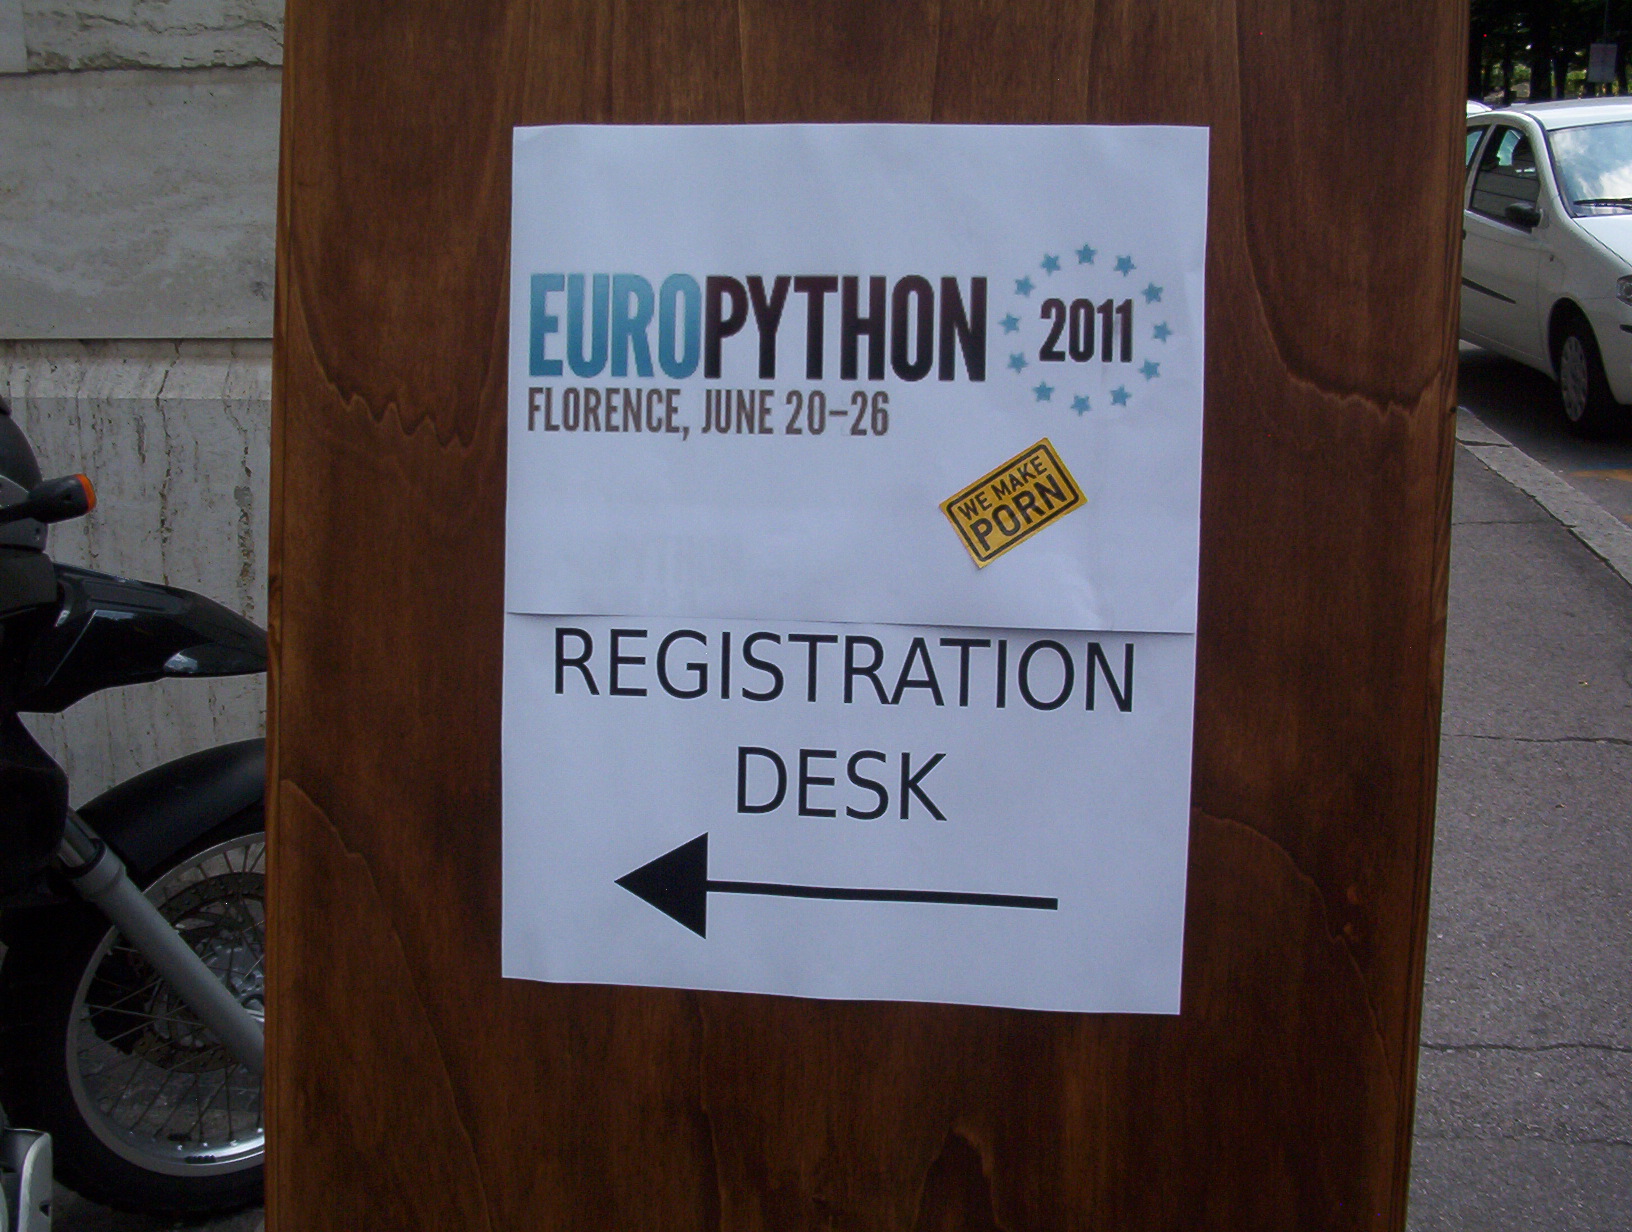 EUROPYTHON 2011
FLORENCE, JUNE 20–26
WE MAKE
PORN
REGISTRATION
DESK